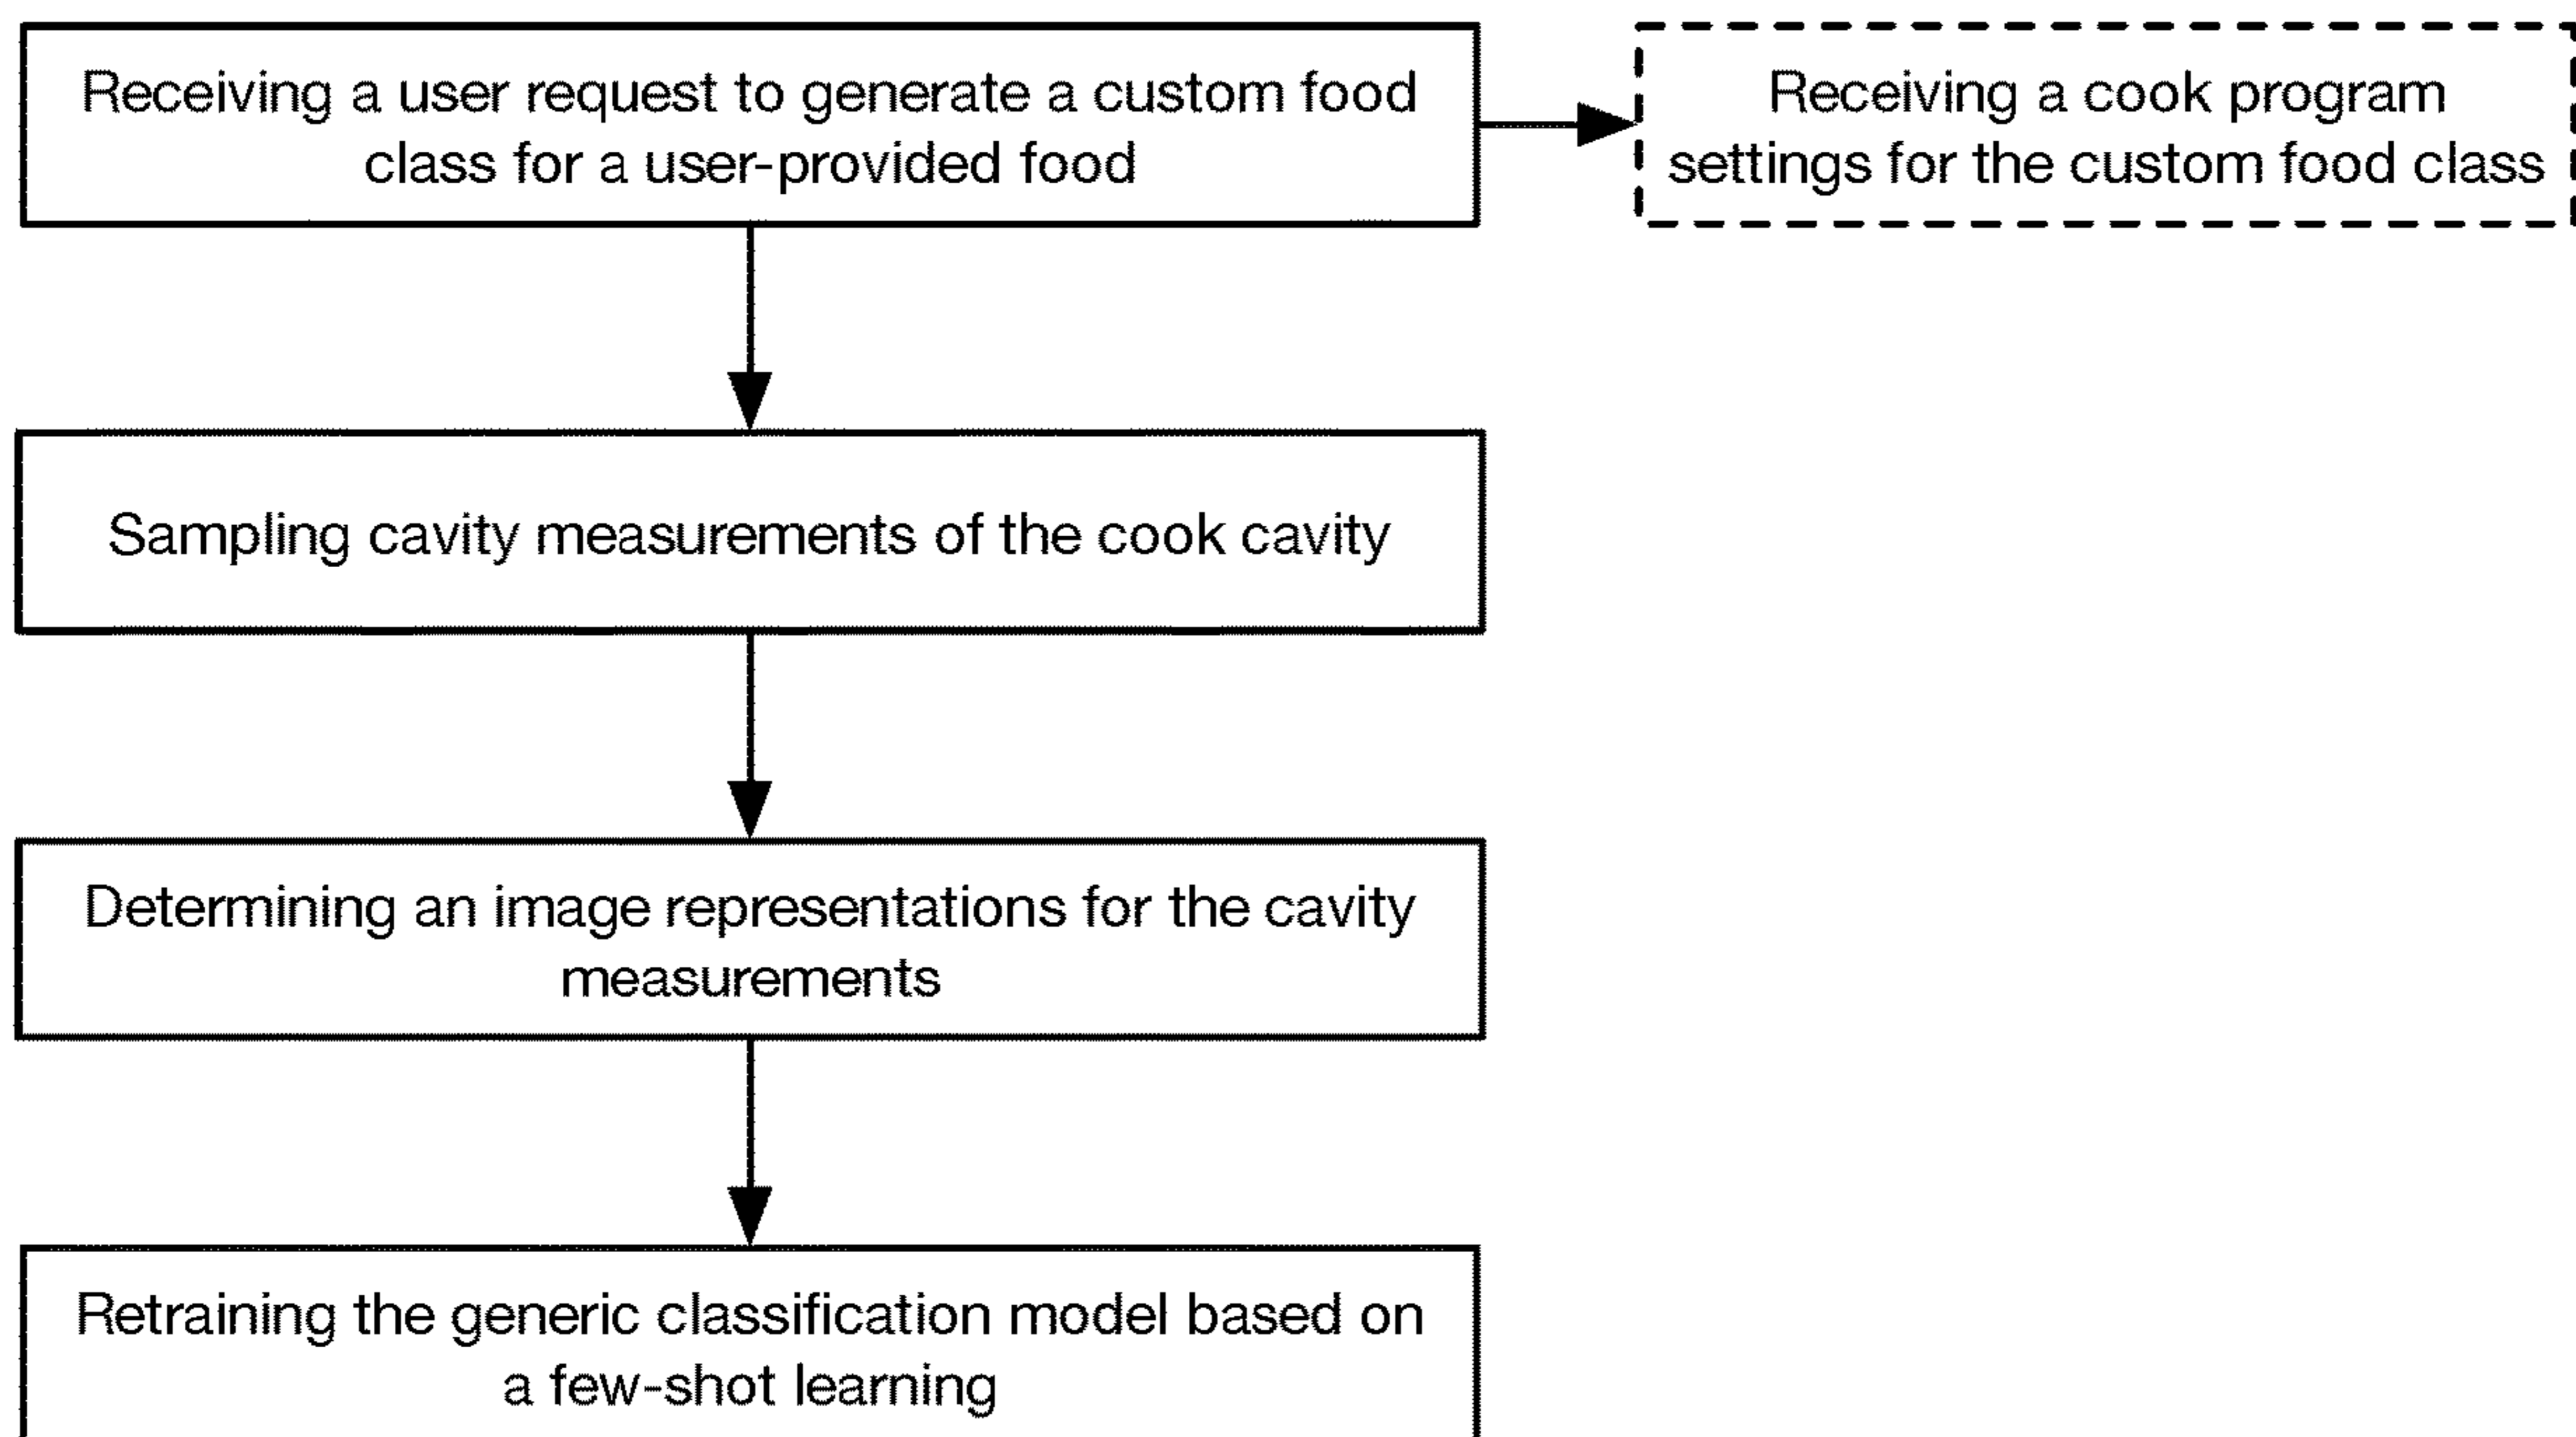 Receiving a user request to generate a custom food
class for a user-provided food
Receiving a cook program
settings for the custom food class
Sampling cavity measurements of the cook cavity
Determining an image representations for the cavity
measurements
Retraining the generic classification model based on
a few-shot learning